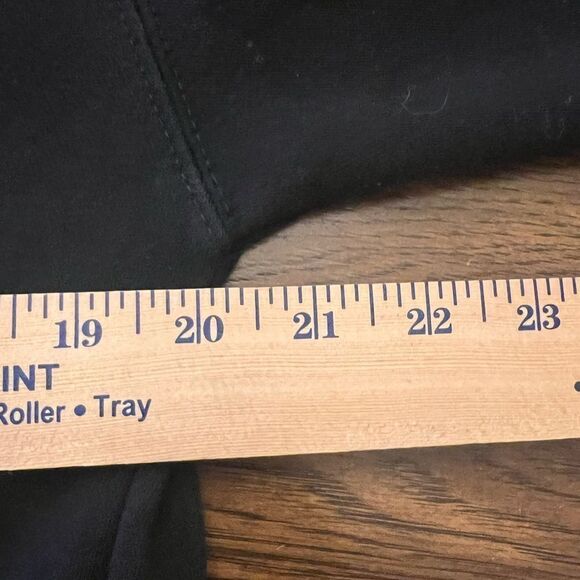 19 20 21 22 23
INT
Roller • Tray